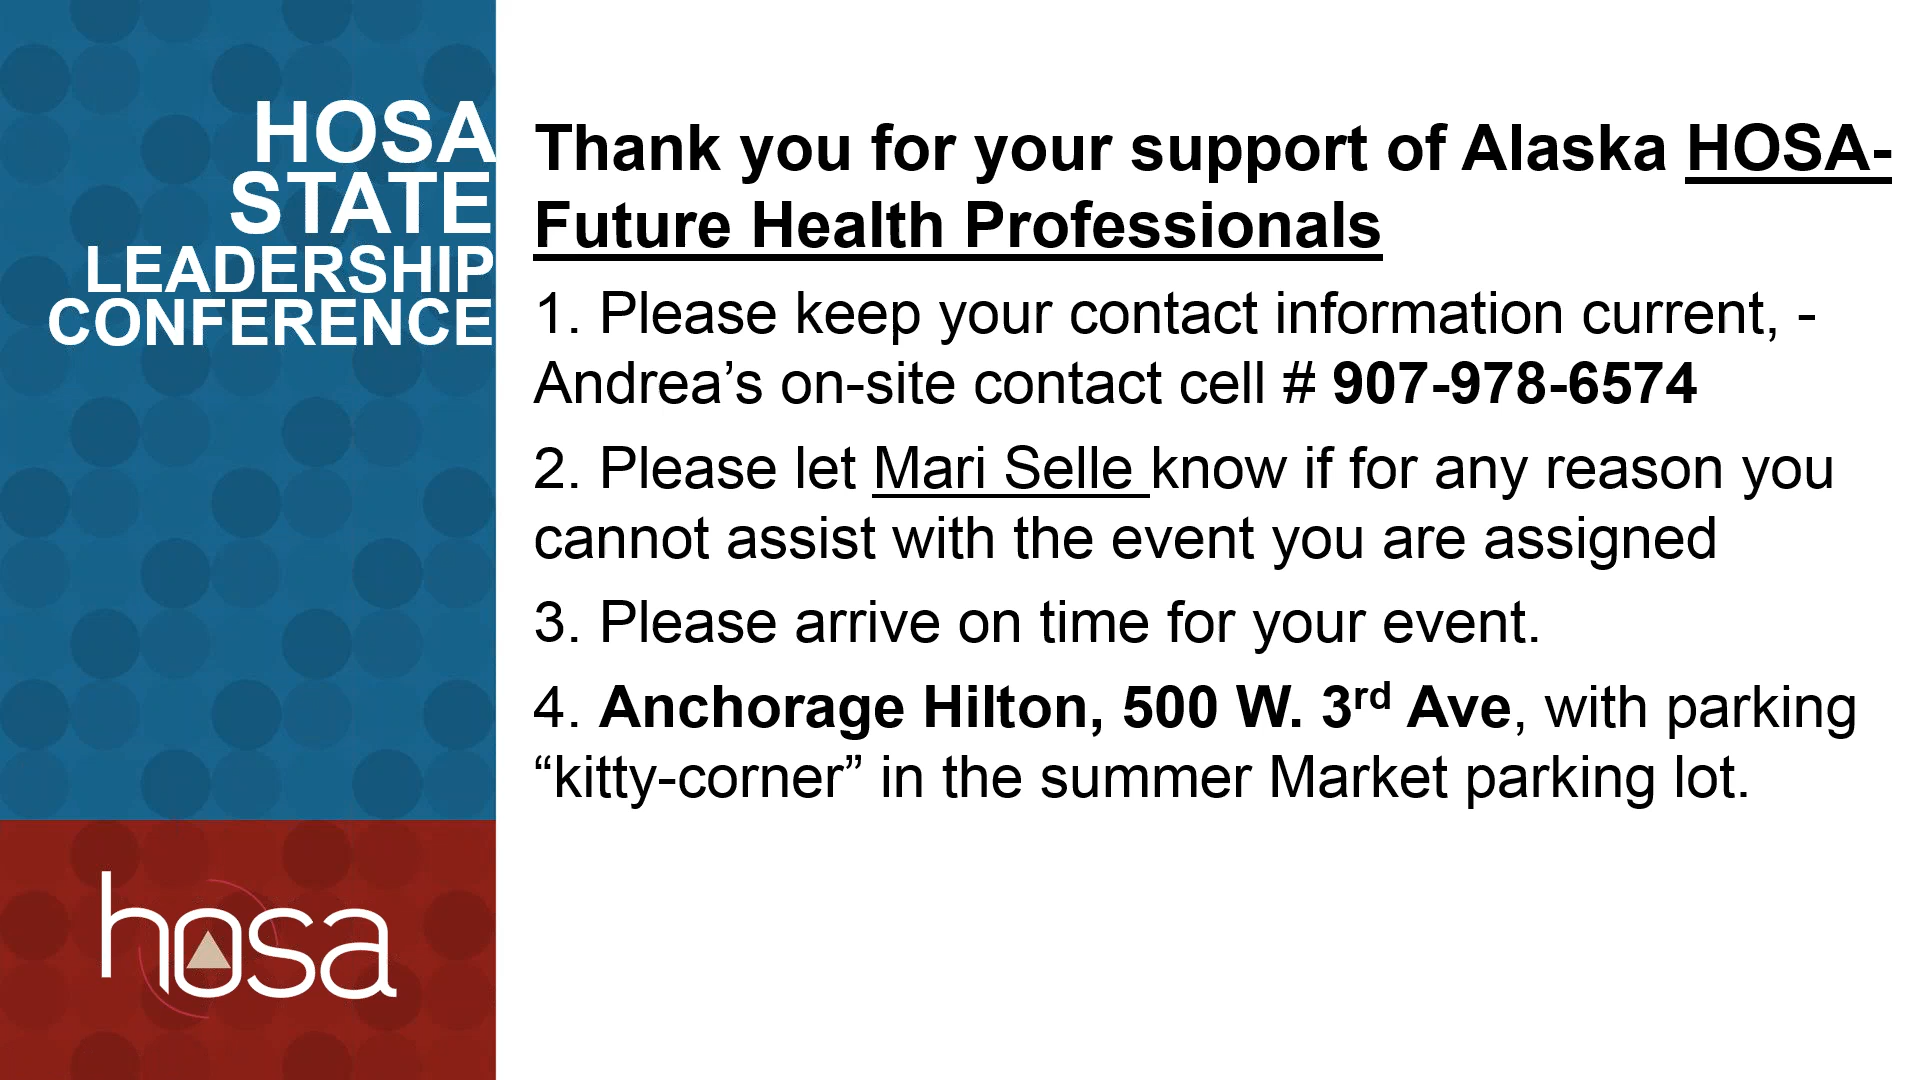 HOSA
STATE
LEADERSHIP
CONFERENCE
Thank you for your support of Alaska HOSA-
Future Health Professionals
1. Please keep your contact information current, -
Andrea’s on-site contact cell # 907-978-6574
2. Please let Mari Selle know if for any reason you
cannot assist with the event you are assigned
3. Please arrive on time for your event.
4. Anchorage Hilton, 500 W. 3rd Ave, with parking
“kitty-corner” in the summer Market parking lot.
hosa